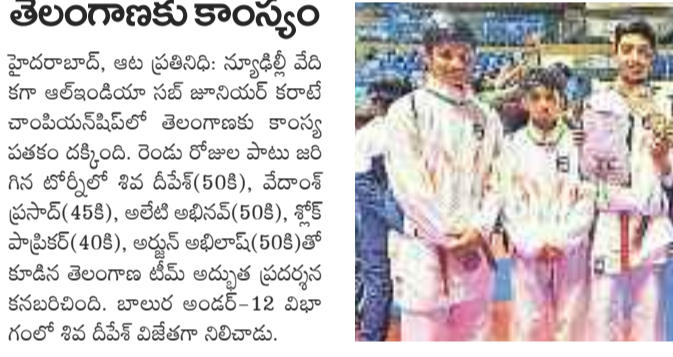 తెలంగాణకు కాంస్యం
హైదరాబాద్, ఆట ప్రతినిధి: న్యూఢిల్లీ వేది
కగా ఆల్ఇండియా సబ్ జూనియర్ కరాటే
చాంపియన్‌షిప్‌లో తెలంగాణకు కాంస్య
పతకం దక్కింది. రెండు రోజుల పాటు జరి
గిన టోర్నీలో శివ దీపేశ్(50కి), వేదాంశ్
ప్రసాద్(45కి), అలేటి అభినవ్(50కి), శ్లోక్
పాప్రికర్(40కి), అర్జున్ అభిలాష్(50కి)తో
కూడిన తెలంగాణ టీమ్ అద్భుత ప్రదర్శన
కనబరిచింది. బాలుర అండర్-12 విభా
గంలో శివ దీపేశ్ విజేతగా నిలిచాడు.